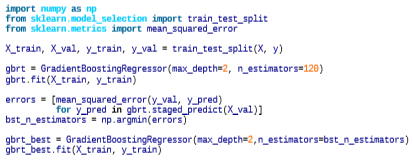 import numpy as np
from sklearn.model_selection import train_test_split
from sklearn.metrics import mean_squared_error

X_train, X_val, y_train, y_val = train_test_split(X, y)

gbrt = GradientBoostingRegressor(max_depth=2, n_estimators=120)
gbrt.fit(X_train, y_train)

errors = [mean_squared_error(y_val, y_pred)
          for y_pred in gbrt.staged_predict(X_val)]
bst_n_estimators = np.argmin(errors)

gbrt_best = GradientBoostingRegressor(max_depth=2,n_estimators=bst_n_estimators)
gbrt_best.fit(X_train, y_train)